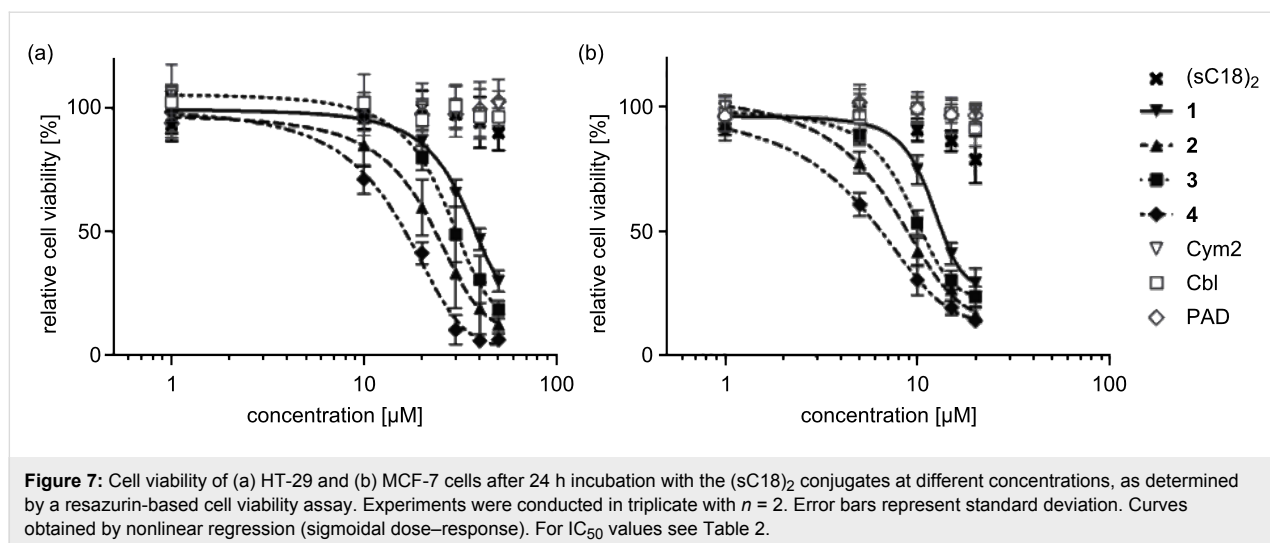 (a)
(b)
relative cell viability [%]
100
50
0
1
10
100
concentration [µM]
relative cell viability [%]
100
50
0
1
10
100
concentration [µM]
(sC18)₂
1
2
3
4
Cym2
Cbl
PAD
Figure 7: Cell viability of (a) HT-29 and (b) MCF-7 cells after 24 h incubation with the (sC18)₂ conjugates at different concentrations, as determined
by a resazurin-based cell viability assay. Experiments were conducted in triplicate with n = 2. Error bars represent standard deviation. Curves
obtained by nonlinear regression (sigmoidal dose–response). For IC₅₀ values see Table 2.